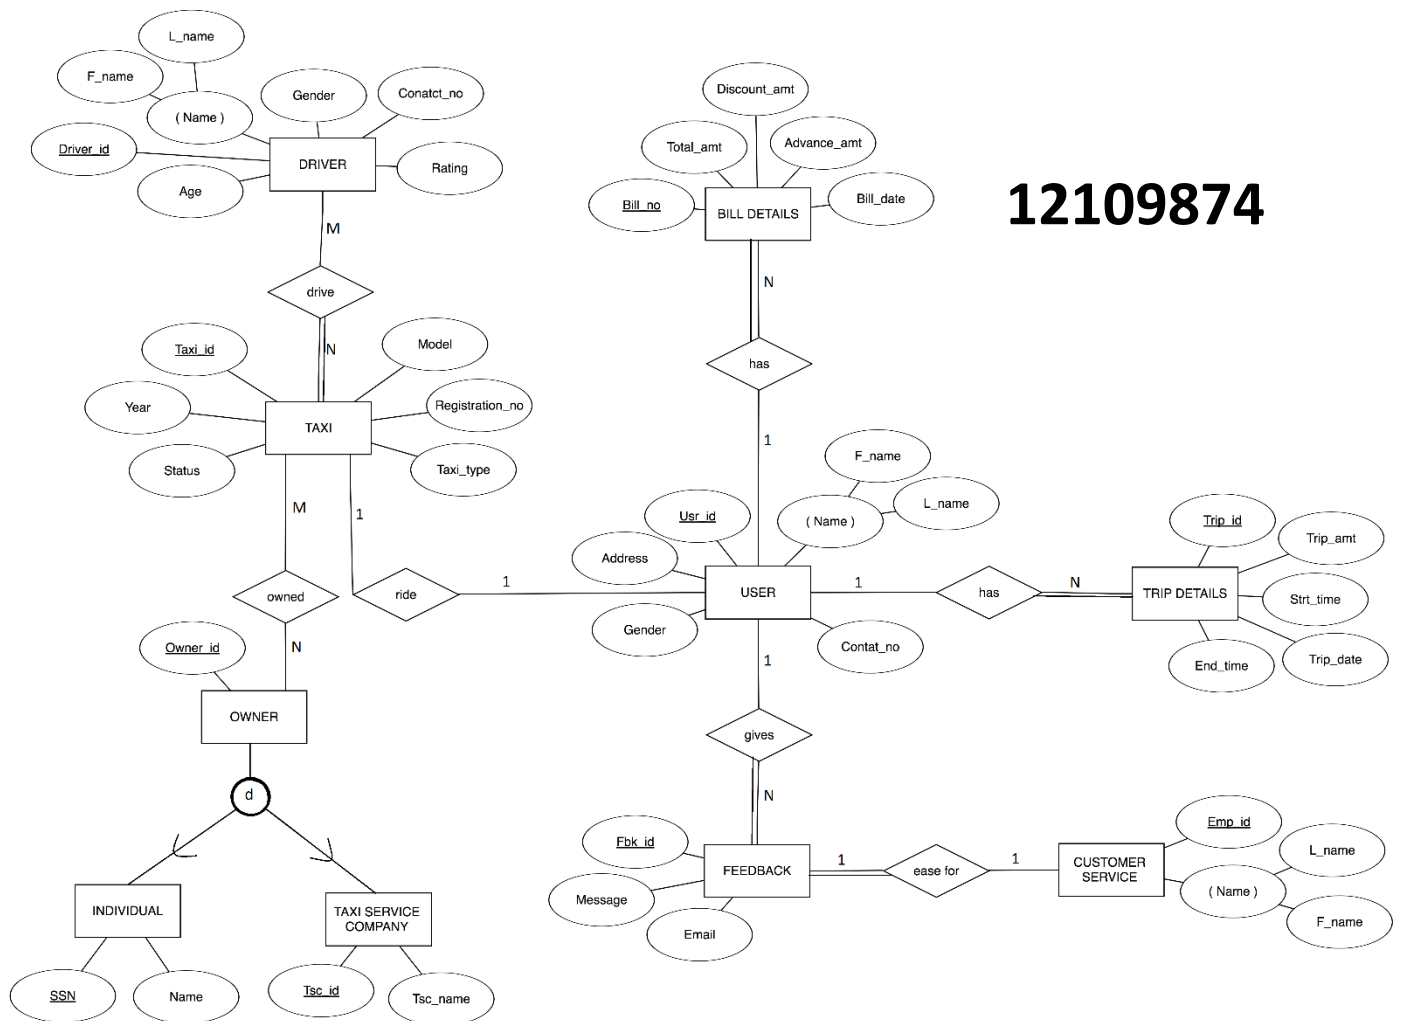 L_name
F_name
( Name )
Gender
Conatct_no
Driver_id
DRIVER
Rating
Age
M
drive
N
Taxi_id
Model
Year
Registration_no
TAXI
Status
Taxi_type
M
1
owned
ride
1
N
Owner_id
OWNER
d
INDIVIDUAL
TAXI SERVICE
COMPANY
SSN
Name
Tsc_id
Tsc_name
Discount_amt
Total_amt
Advance_amt
Bill_no
BILL DETAILS
Bill_date
12109874
N
has
1
F_name
L_name
( Name )
Usr_id
Address
USER
Gender
Contat_no
1
has
N
Trip_id
Trip_amt
TRIP DETAILS
Strt_time
End_time
Trip_date
1
gives
N
Fbk_id
FEEDBACK
Message
Email
1
ease for
1
CUSTOMER
SERVICE
Emp_id
L_name
( Name )
F_name